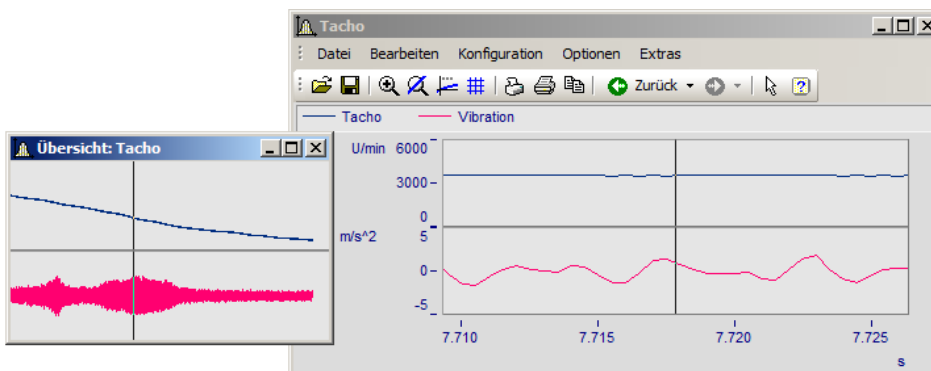 Tacho
Datei Bearbeiten Konfiguration Optionen Extras
Zurück
Tacho Vibration
Übersicht: Tacho
U/min 6000
3000
0
m/s^2 5
0
-5
7.710 7.715 7.720 7.725
s